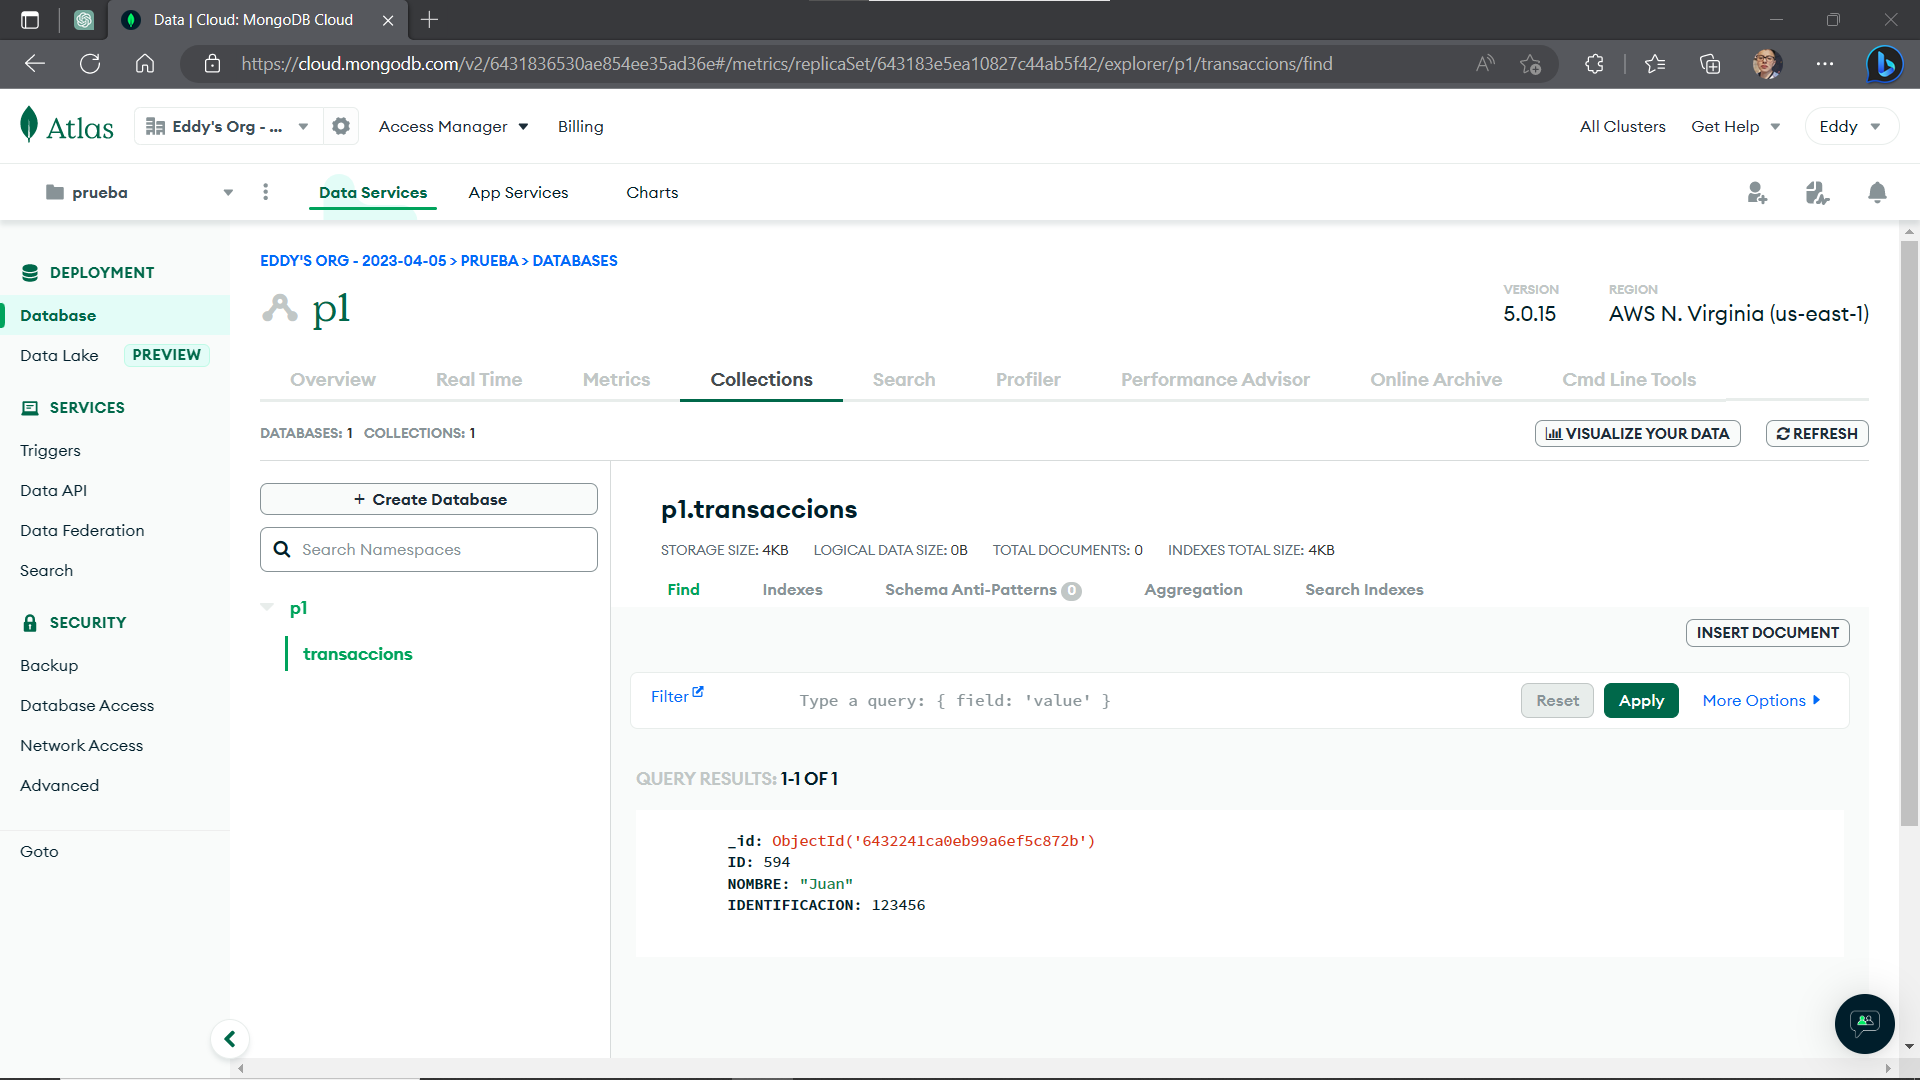 Data | Cloud: MongoDB Cloud
https://cloud.mongodb.com/v2/6431836530ae854ee35ad36e#/metrics/replicaSet/643183e5ea10827c44ab5f42/explorer/p1/transaccions/find
Atlas
Eddy's Org - ...
Access Manager
Billing
All Clusters
Get Help
Eddy
prueba
Data Services
App Services
Charts
DEPLOYMENT
Database
Data Lake PREVIEW
SERVICES
Triggers
Data API
Data Federation
Search
SECURITY
Backup
Database Access
Network Access
Advanced
Goto
EDDY'S ORG - 2023-04-05 > PRUEBA > DATABASES
p1
VERSION
5.0.15
REGION
AWS N. Virginia (us-east-1)
Overview
Real Time
Metrics
Collections
Search
Profiler
Performance Advisor
Online Archive
Cmd Line Tools
DATABASES: 1 COLLECTIONS: 1
VISUALIZE YOUR DATA
REFRESH
+ Create Database
Search Namespaces
p1
transaccions
p1.transaccions
STORAGE SIZE: 4KB LOGICAL DATA SIZE: 0B TOTAL DOCUMENTS: 0 INDEXES TOTAL SIZE: 4KB
Find
Indexes
Schema Anti-Patterns 0
Aggregation
Search Indexes
INSERT DOCUMENT
Filter
Type a query: { field: 'value' }
Reset
Apply
More Options
QUERY RESULTS: 1-1 OF 1
_id: ObjectId('6432241ca0eb99a6ef5c872b')
ID: 594
NOMBRE: "Juan"
IDENTIFICACION: 123456